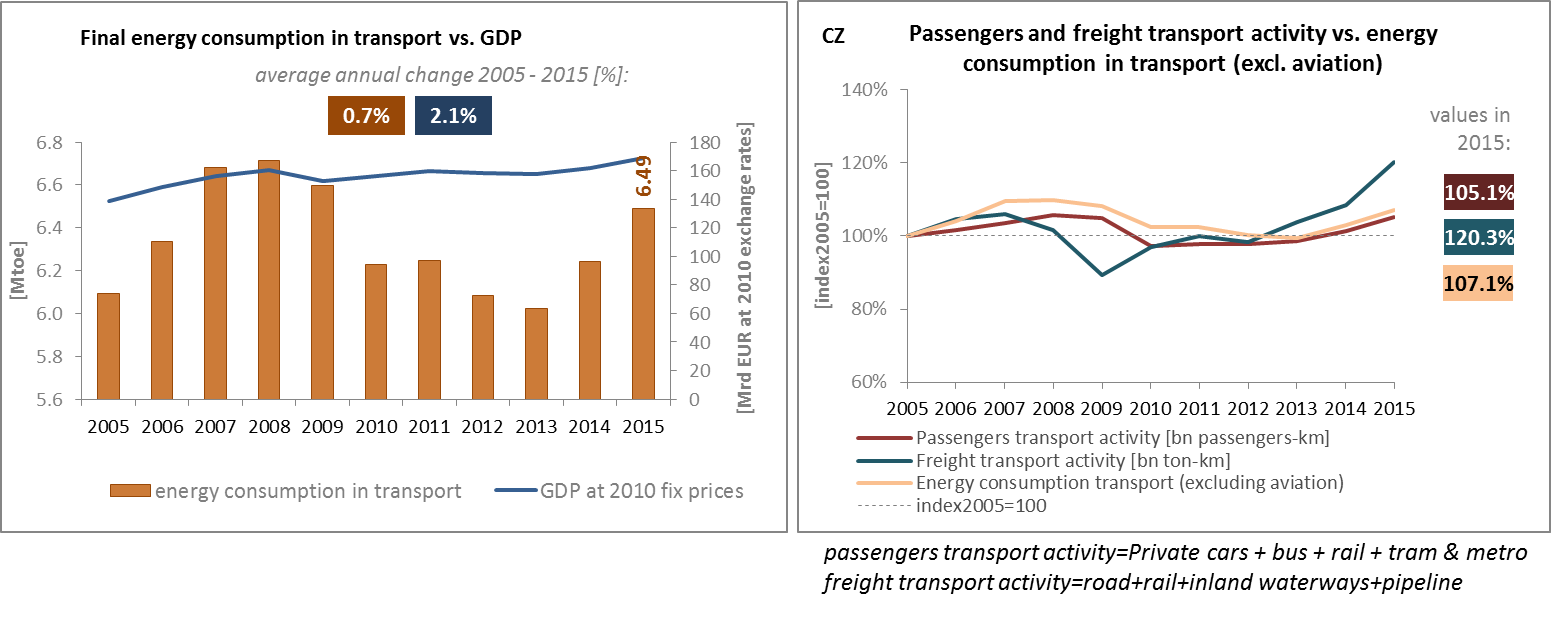 Final energy consumption in transport vs. GDP
average annual change 2005 - 2015 [%]:
0.7% 2.1%
[Mtoe]
6.8
6.6
6.4
6.2
6.0
5.8
5.6
6.49
180
160
140
120
100
80
60
40
20
0
[Mrd EUR at 2010 exchange rates]
2005 2006 2007 2008 2009 2010 2011 2012 2013 2014 2015
energy consumption in transport GDP at 2010 fix prices
CZ
Passengers and freight transport activity vs. energy
consumption in transport (excl. aviation)
[index2005=100]
140%
120%
100%
80%
60%
values in
2015:
105.1%
120.3%
107.1%
2005 2006 2007 2008 2009 2010 2011 2012 2013 2014 2015
Passengers transport activity [bn passengers-km]
Freight transport activity [bn ton-km]
Energy consumption transport (excluding aviation)
index2005=100
passengers transport activity=Private cars + bus + rail + tram & metro
freight transport activity=road+rail+inland waterways+pipeline